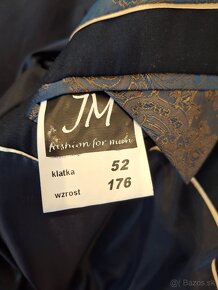 JM
fashion for men
klatka 52
wzrost 176
Bazos.sk